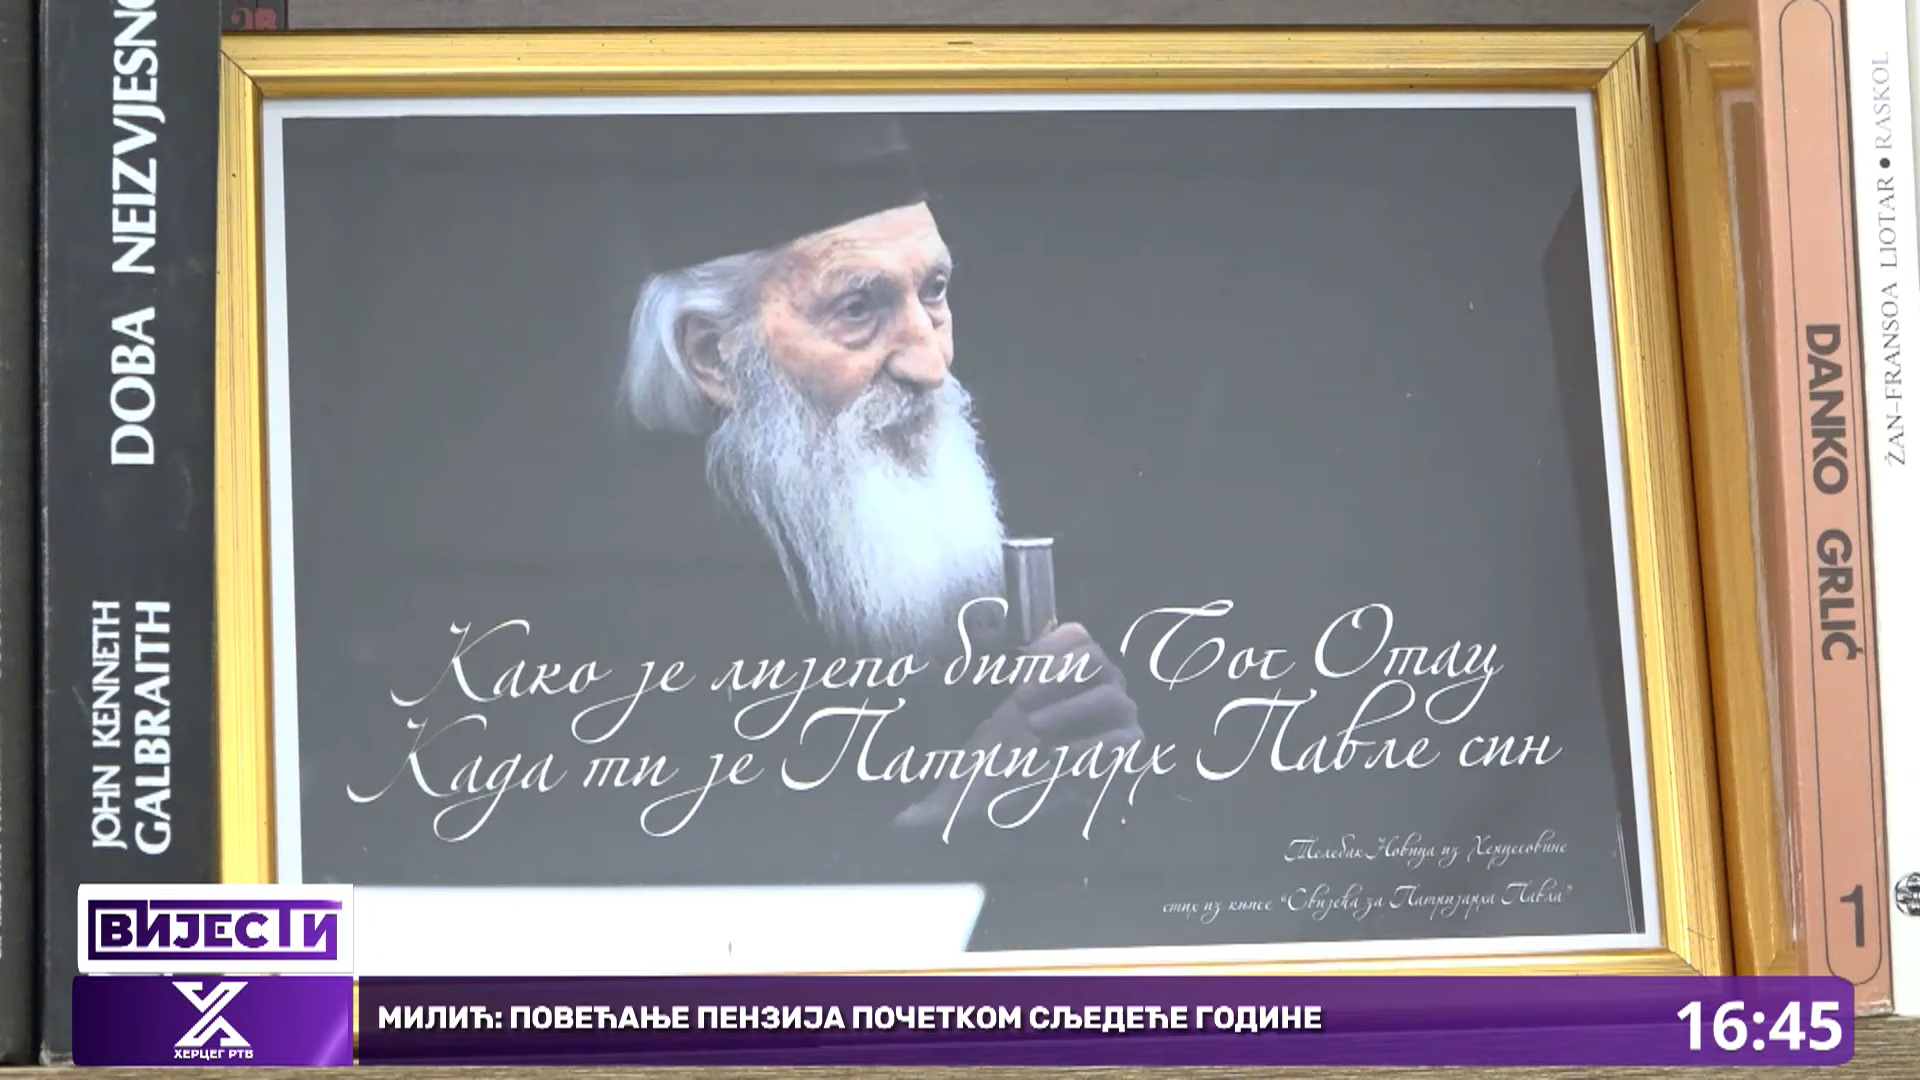 DOBA NEIZVJESNO
JOHN KENNETH
GALBRAITH
Како је лијепо бити Бог Отац
Када ти је Патријарх Павле син
Телебак Новица из Херцеговине
стих из књиге "Свијећа за Патријарха Павла"
DANKO GRLIĆ
1
ŽAN-FRANSOA LIOTAR • RASKOL
ВИЈЕСТИ
ХЕРЦЕГ РТВ
МИЛИЋ: ПОВЕЋАЊЕ ПЕНЗИЈА ПОЧЕТКОМ СЉЕДЕЋЕ ГОДИНЕ
16:45